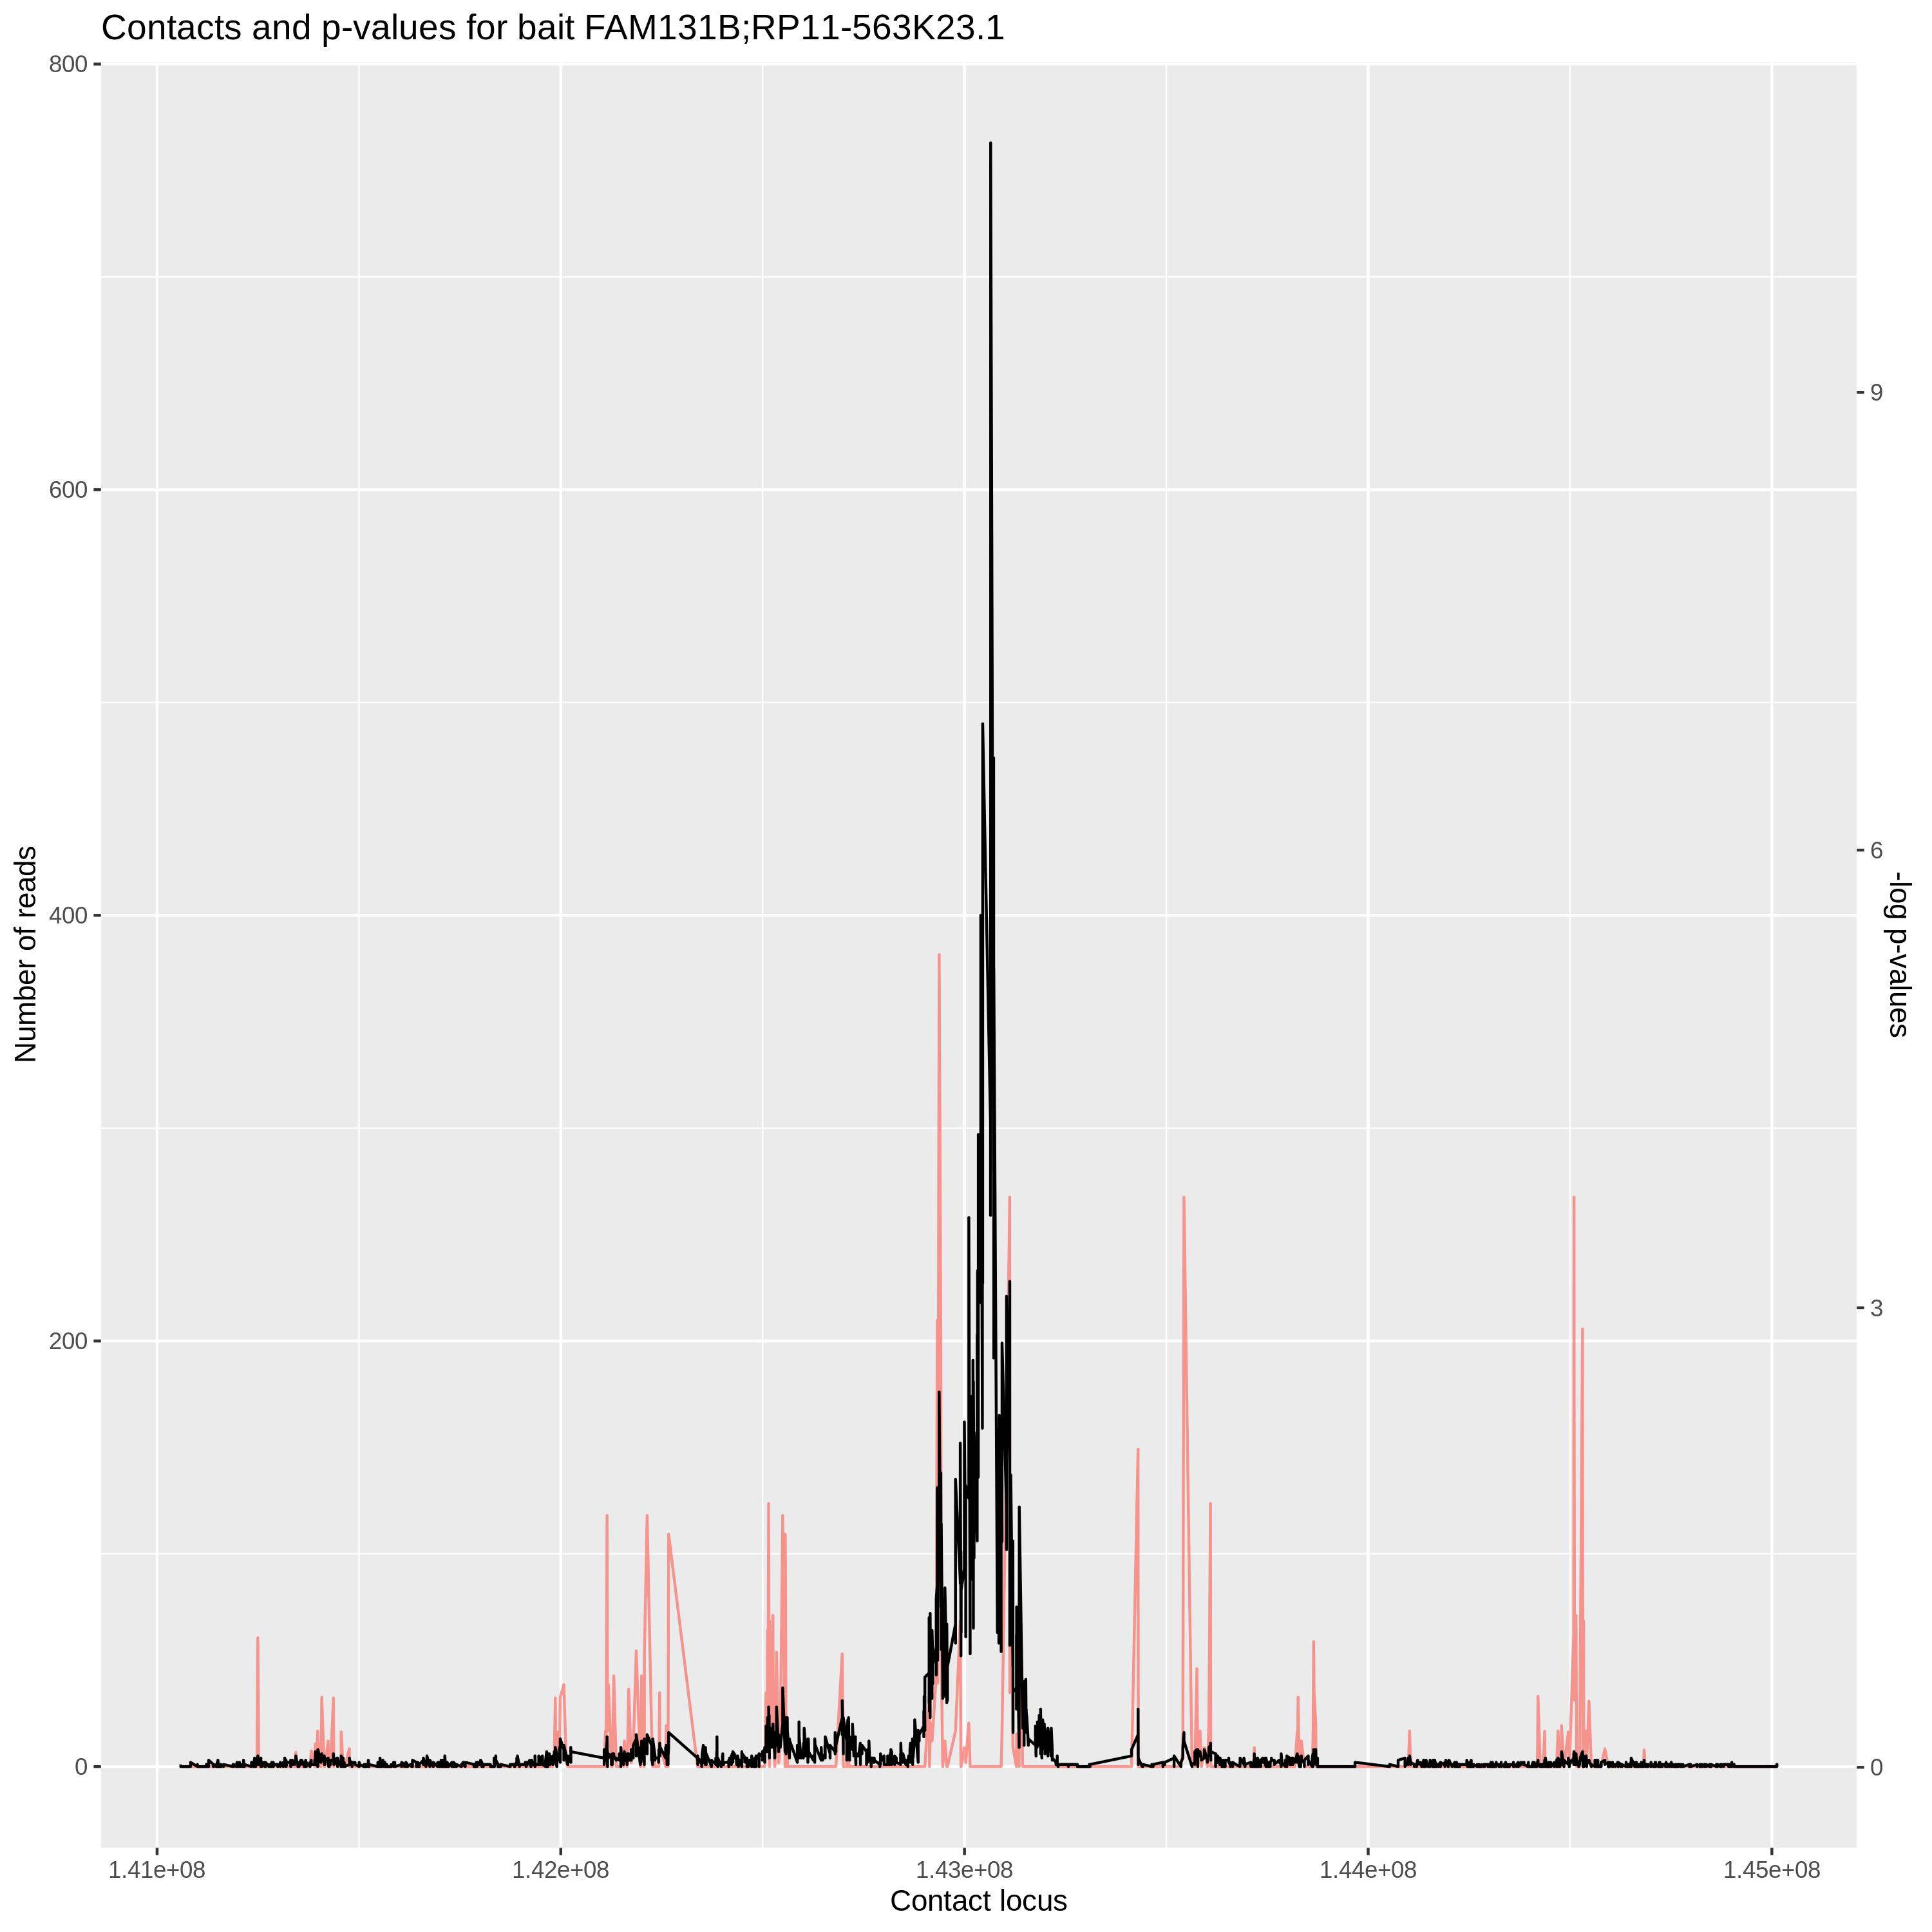 Contacts and p-values for bait FAM131B;RP11-563K23.1
800
600
400
200
0
Number of reads
9
6
3
0
-log p-values
1.41e+08
1.42e+08
1.43e+08
1.44e+08
1.45e+08
Contact locus